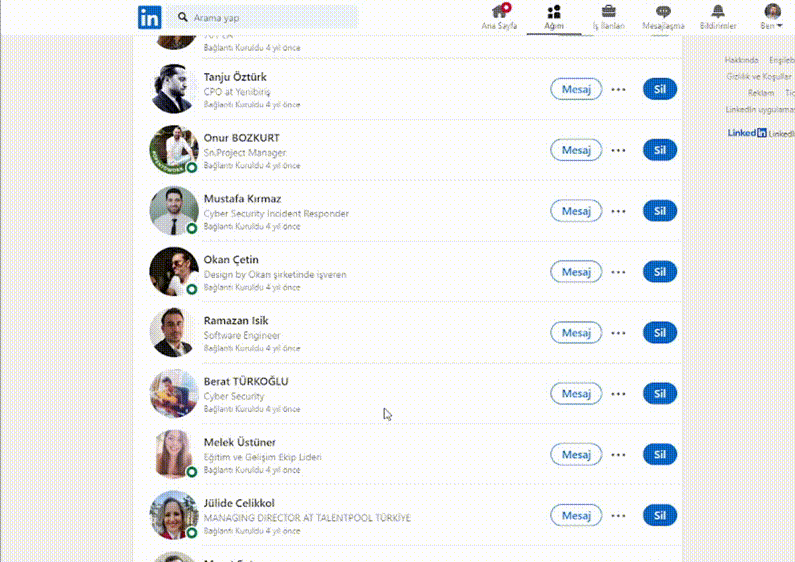 in Arama yap
Ana Sayfa
Ağım
İş İlanları
Mesajlaşma
Bildirimler
Ben
Bağlantı Kuruldu 4 yıl önce
Tanju Öztürk
CPO at Yenibiriş
Bağlantı Kuruldu 4 yıl önce
Mesaj
Sil
Onur BOZKURT
Sn.Project Manager
Bağlantı Kuruldu 4 yıl önce
Mesaj
Sil
Mustafa Kırmaz
Cyber Security Incident Responder
Bağlantı Kuruldu 4 yıl önce
Mesaj
Sil
Okan Çetin
Design by Okan şirketinde işveren
Bağlantı Kuruldu 4 yıl önce
Mesaj
Sil
Ramazan Isik
Software Engineer
Bağlantı Kuruldu 4 yıl önce
Mesaj
Sil
Berat TÜRKOĞLU
Cyber Security
Bağlantı Kuruldu 4 yıl önce
Mesaj
Sil
Melek Üstüner
Eğitim ve Gelişim Ekip Lideri
Bağlantı Kuruldu 4 yıl önce
Mesaj
Sil
Jülide Celikkol
MANAGING DIRECTOR AT TALENTPOOL TÜRKİYE
Bağlantı Kuruldu 4 yıl önce
Mesaj
Sil
Hakkında
Gizlilik ve Koşullar
Reklam
LinkedIn uygulama
LinkedIn LinkedI